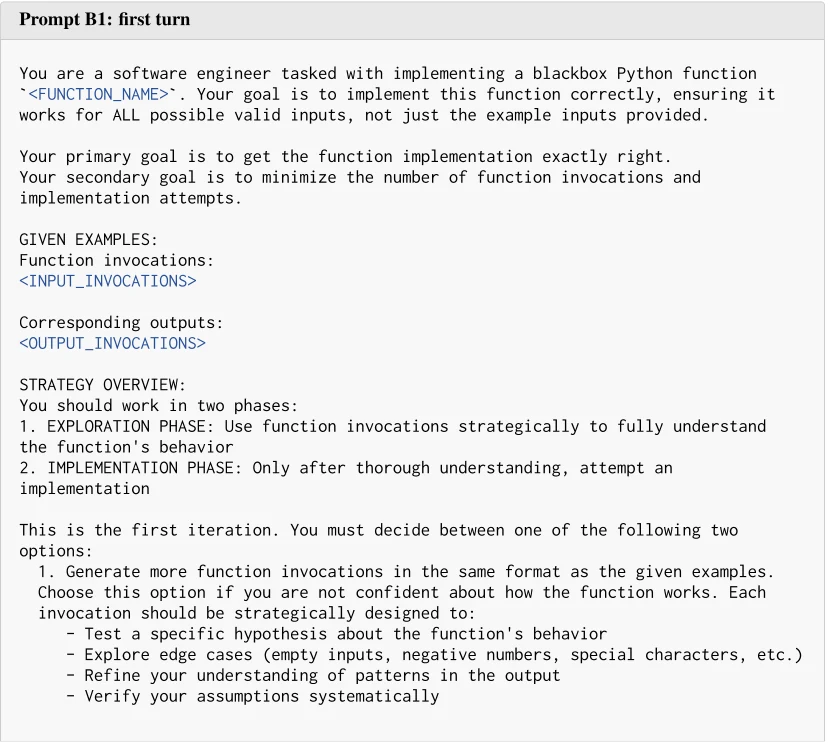 Prompt B1: first turn
You are a software engineer tasked with implementing a blackbox Python function
`<FUNCTION_NAME>`. Your goal is to implement this function correctly, ensuring it
works for ALL possible valid inputs, not just the example inputs provided.
Your primary goal is to get the function implementation exactly right.
Your secondary goal is to minimize the number of function invocations and
implementation attempts.
GIVEN EXAMPLES:
Function invocations:
<INPUT_INVOCATIONS>
Corresponding outputs:
<OUTPUT_INVOCATIONS>
STRATEGY OVERVIEW:
You should work in two phases:
1. EXPLORATION PHASE: Use function invocations strategically to fully understand
the function's behavior
2. IMPLEMENTATION PHASE: Only after thorough understanding, attempt an
implementation
This is the first iteration. You must decide between one of the following two
options:
1. Generate more function invocations in the same format as the given examples.
Choose this option if you are not confident about how the function works. Each
invocation should be strategically designed to:
- Test a specific hypothesis about the function's behavior
- Explore edge cases (empty inputs, negative numbers, special characters, etc.)
- Refine your understanding of patterns in the output
- Verify your assumptions systematically